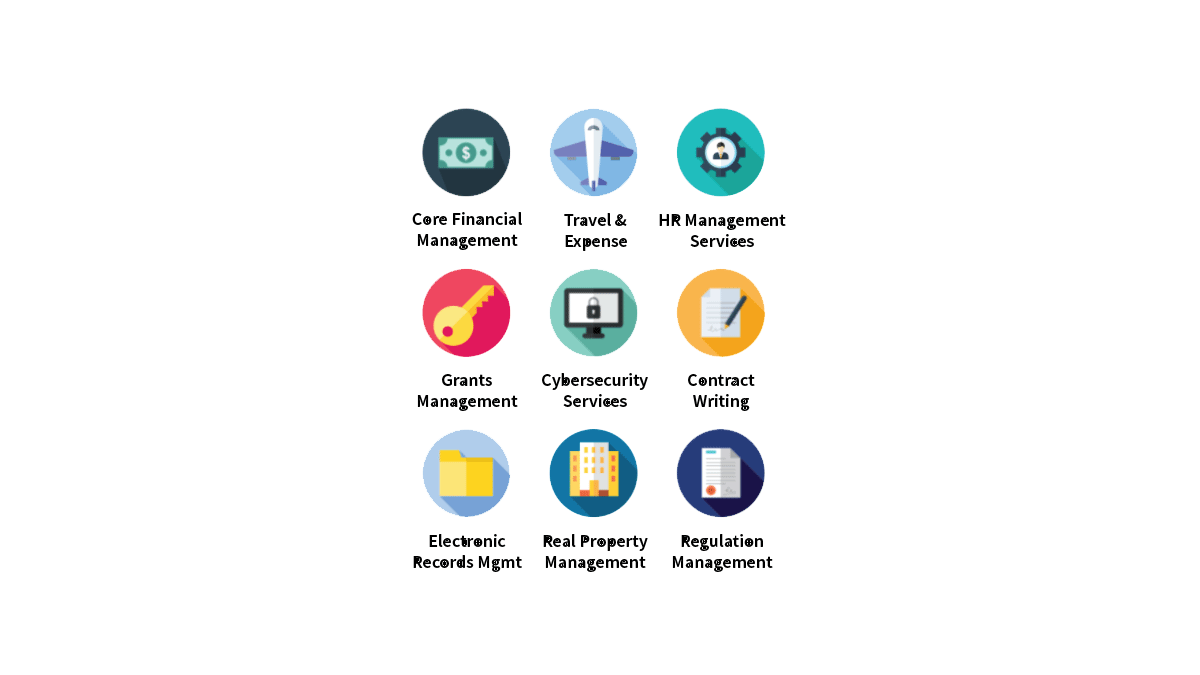 Core Financial
Management
Travel &
Expense
HR Management
Services
Grants
Management
Cybersecurity
Services
Contract
Writing
Electronic
Records Mgmt
Real Property
Management
Regulation
Management